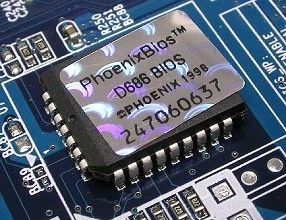 PhoenixBios™
D686 BIOS
©PHOENIX 1998
247060637